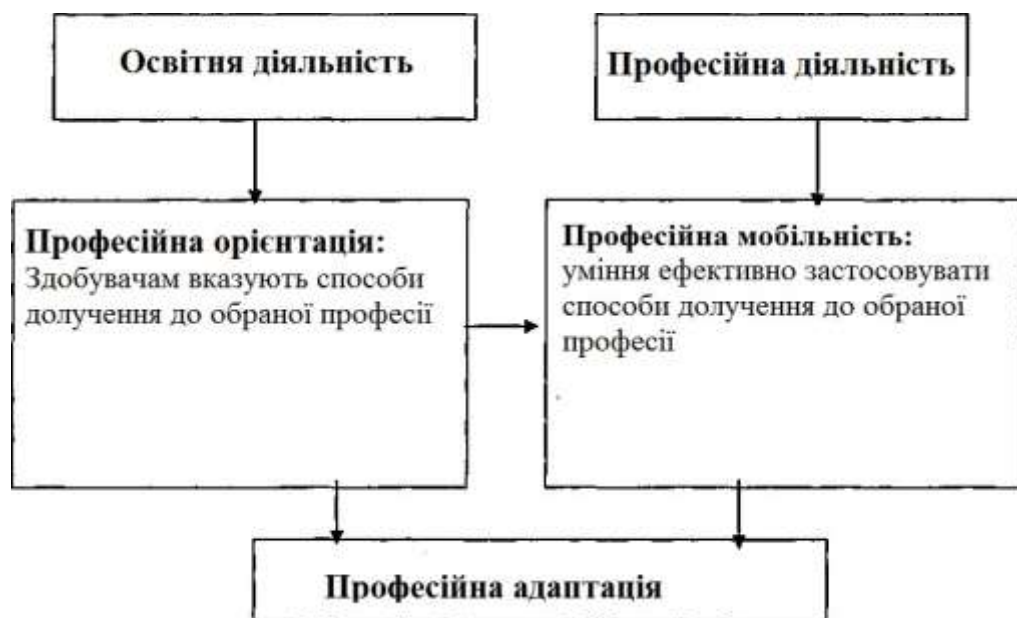 Освітня діяльність
Професійна діяльність
Професійна орієнтація:
Здобувачам вказують способи
долучення до обраної професії
Професійна мобільність:
уміння ефективно застосовувати
способи долучення до обраної
професії
Професійна адаптація